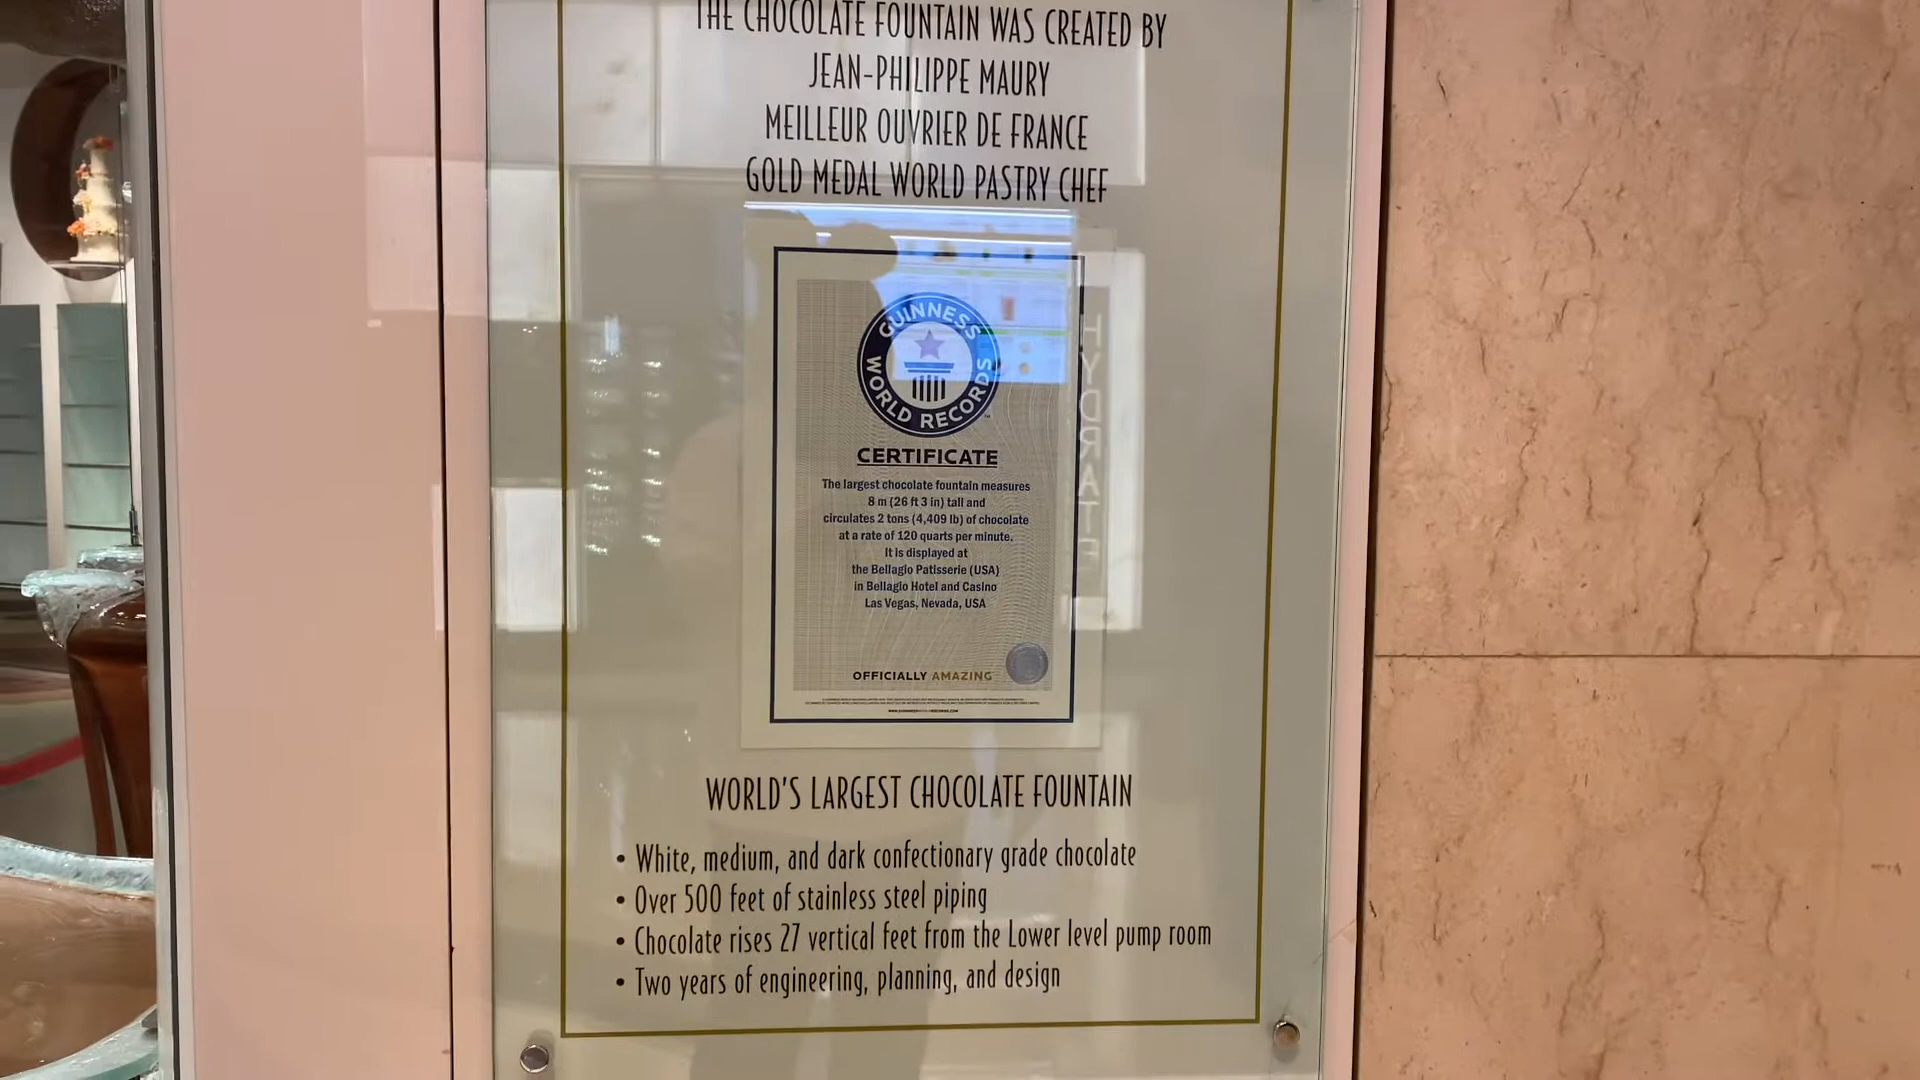 THE CHOCOLATE FOUNTAIN WAS CREATED BY
JEAN-PHILIPPE MAURY
MEILLEUR OUVRIER DE FRANCE
GOLD MEDAL WORLD PASTRY CHEF
GUINNESS
WORLD RECORDS
CERTIFICATE
The largest chocolate fountain measures
8 m (26 ft 3 in) tall and
circulates 2 tons (4,409 lb) of chocolate
at a rate of 120 quarts per minute.
It is displayed at
the Bellagio Patisserie (USA)
in Bellagio Hotel and Casino
Las Vegas, Nevada, USA
OFFICIALLY AMAZING
WWW.GUINNESSWORLDRECORDS.COM
HYDRATE
WORLD'S LARGEST CHOCOLATE FOUNTAIN
• White, medium, and dark confectionary grade chocolate
• Over 500 feet of stainless steel piping
• Chocolate rises 27 vertical feet from the Lower level pump room
• Two years of engineering, planning, and design